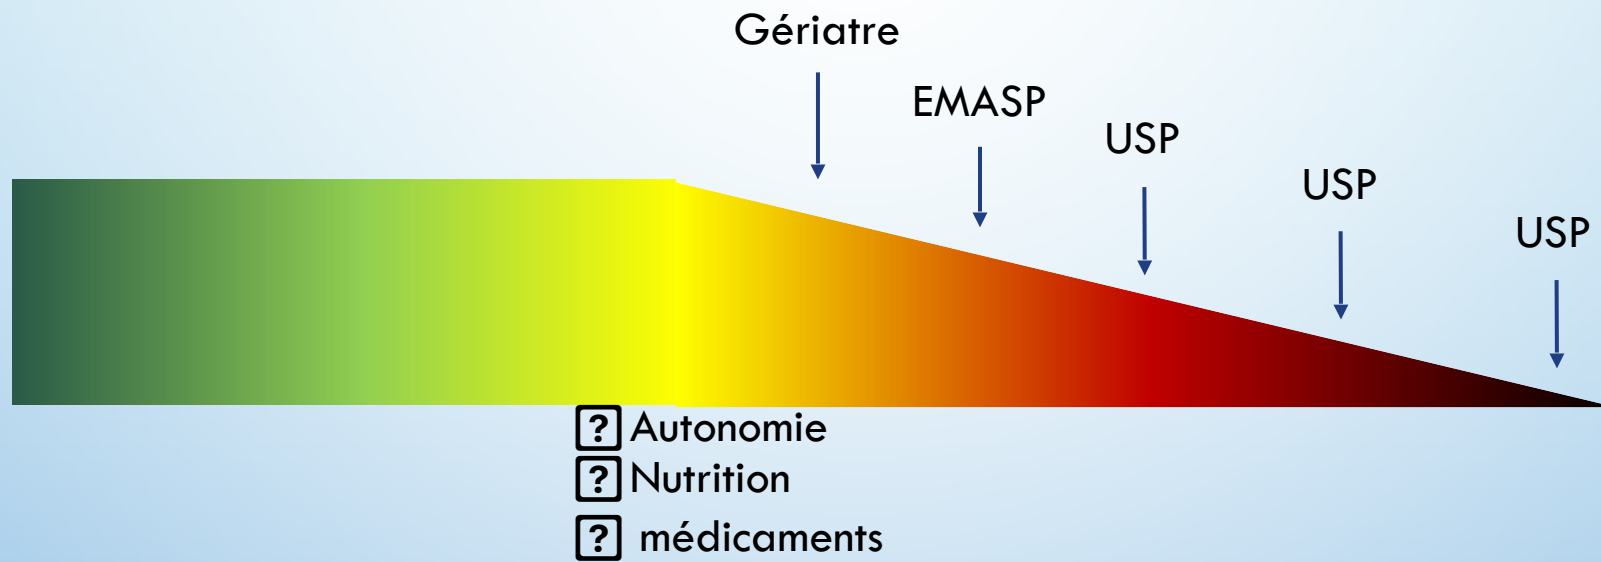 Gériatre
EMASP
USP
USP
USP
? Autonomie
? Nutrition
? médicaments